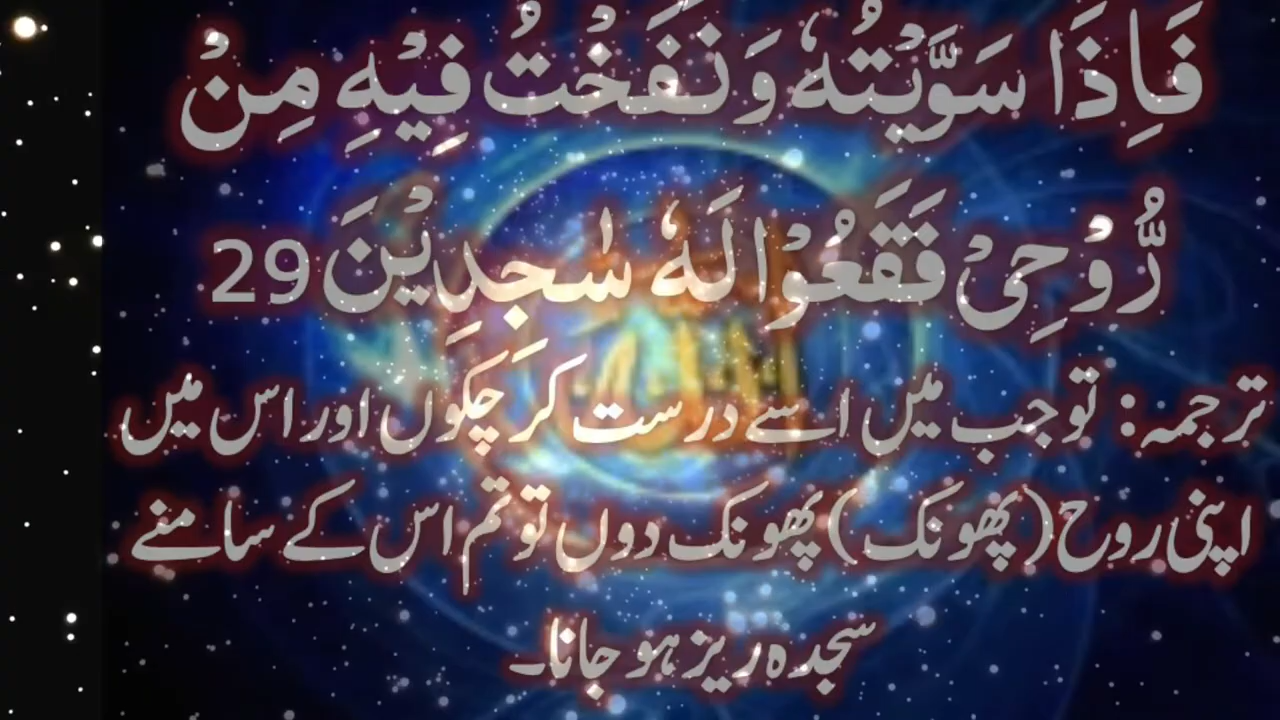 فَاِذَا سَوَّیْتُہٗ وَ نَفَخْتُ فِیْہِ مِنْ
رُّوْحِیْ فَقَعُوْا لَہٗ سٰجِدِیْنَ 29
ترجمہ: تو جب میں اسے درست کر چکوں اور اس میں
اپنی روح (پھونک) پھونک دوں تو تم اس کے سامنے
سجدہ ریز ہو جانا۔